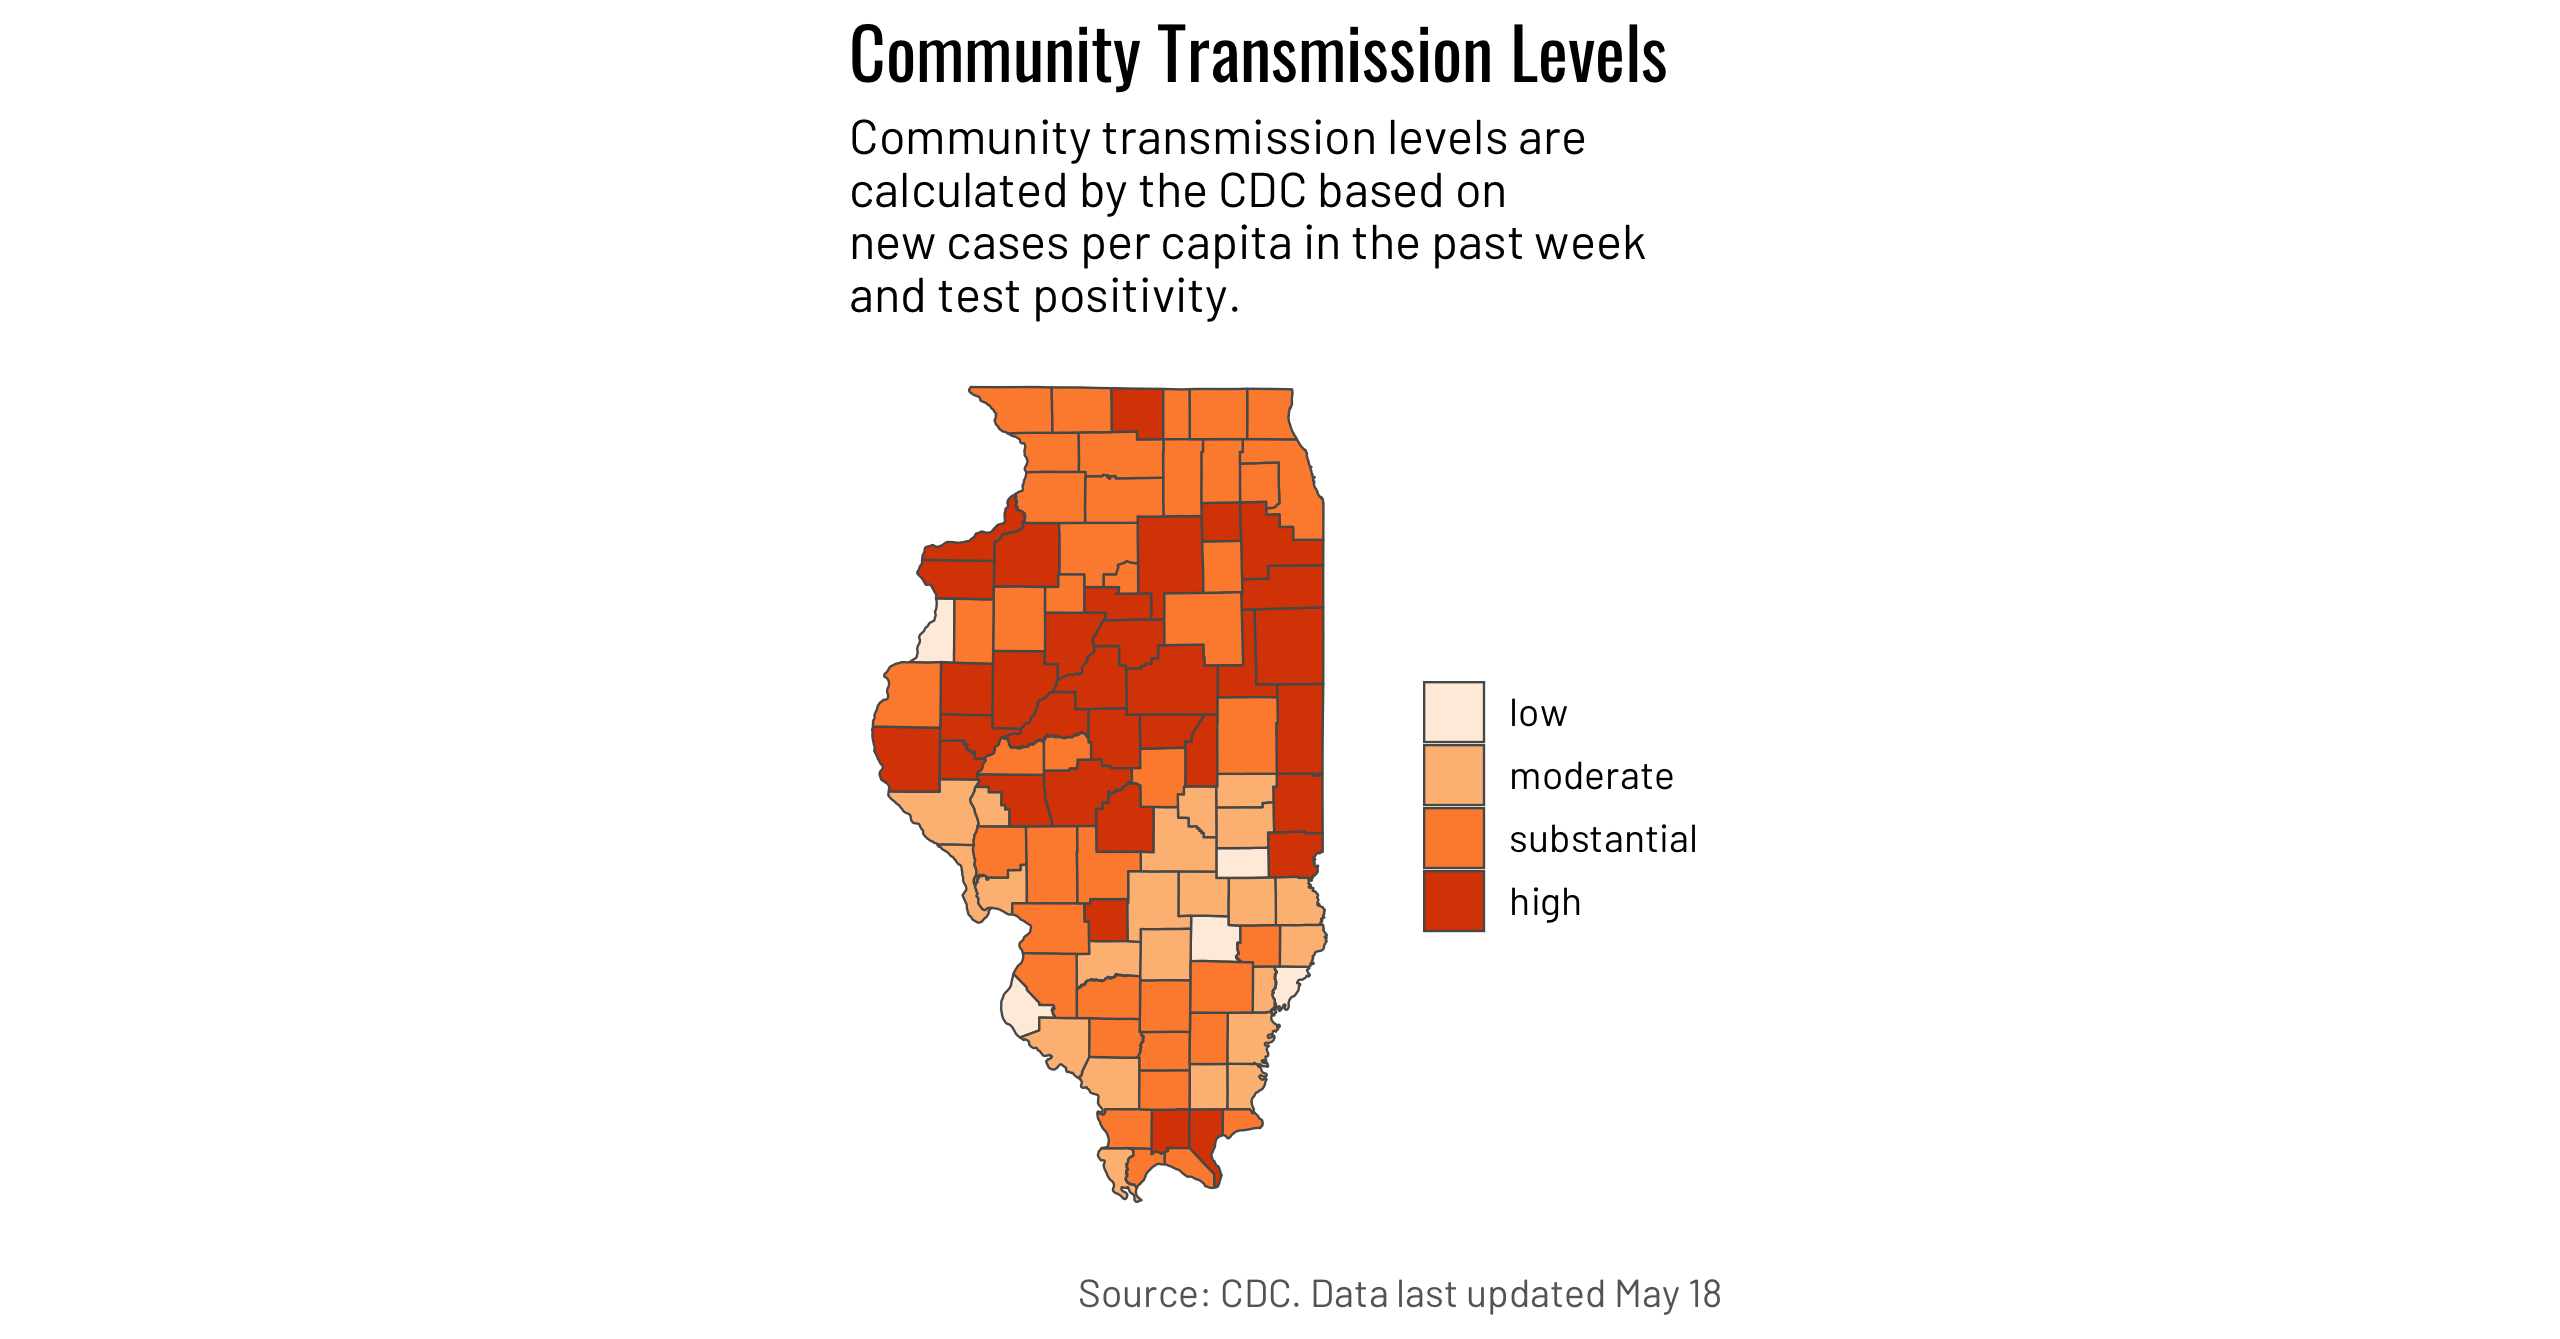 Community Transmission Levels
Community transmission levels are
calculated by the CDC based on
new cases per capita in the past week
and test positivity.
low
moderate
substantial
high
Source: CDC. Data last updated May 18